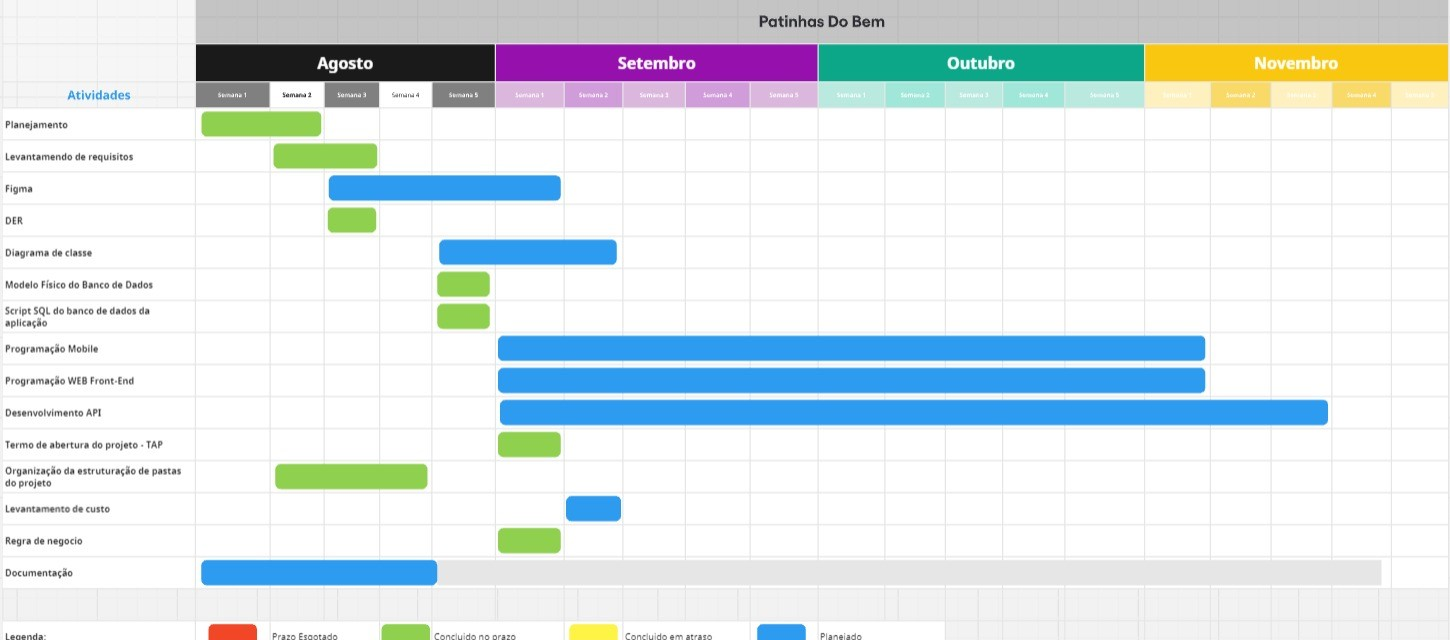 Patinhas Do Bem
Agosto Setembro Outubro Novembro
Atividades Semana 1 Semana 2 Semana 3 Semana 4 Semana 5 Semana 1 Semana 2 Semana 3 Semana 4 Semana 5 Semana 1 Semana 2 Semana 3 Semana 4 Semana 5 Semana 2 Semana 4
Planejamento
Levantamendo de requisitos
Figma
DER
Diagrama de classe
Modelo Físico do Banco de Dados
Script SQL do banco de dados da
aplicação
Programação Mobile
Programação WEB Front-End
Desenvolvimento API
Termo de abertura do projeto - TAP
Organização da estruturação de pastas
do projeto
Levantamento de custo
Regra de negocio
Documentação
Legenda: Prazo Esgotado Concluído no prazo Concluído em atraso Planejado